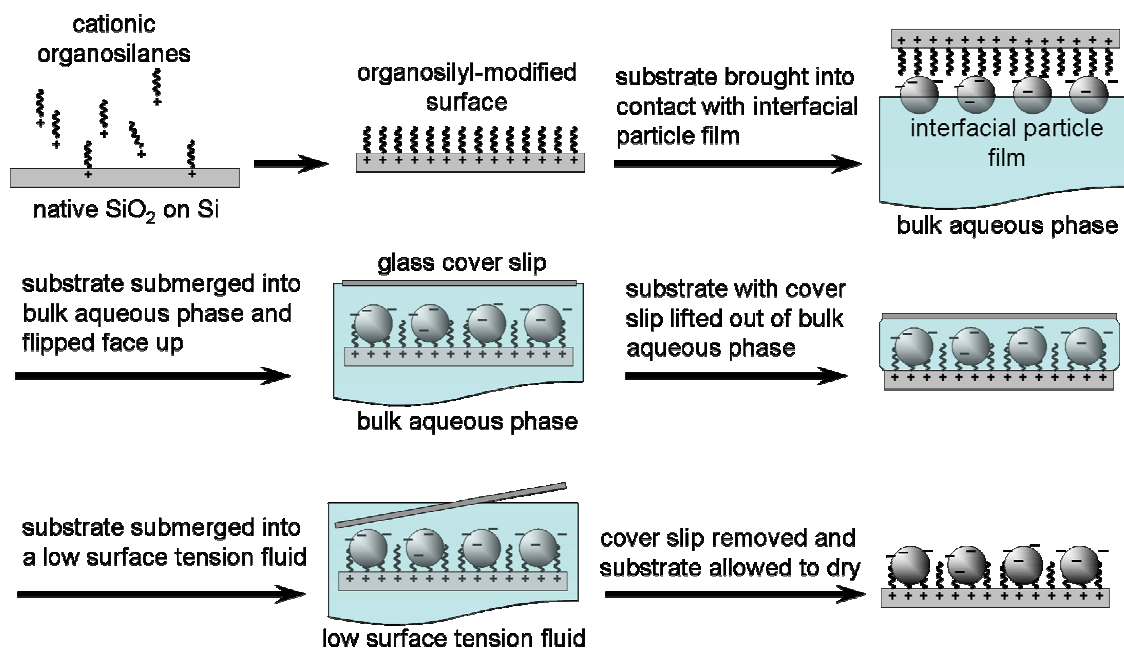 cationic
organosilanes
native SiO₂ on Si
organosilyl-modified
surface
substrate brought into
contact with interfacial
particle film
interfacial particle
film
bulk aqueous phase
substrate submerged into
bulk aqueous phase and
flipped face up
glass cover slip
bulk aqueous phase
substrate with cover
slip lifted out of bulk
aqueous phase
substrate submerged into
a low surface tension fluid
low surface tension fluid
cover slip removed and
substrate allowed to dry